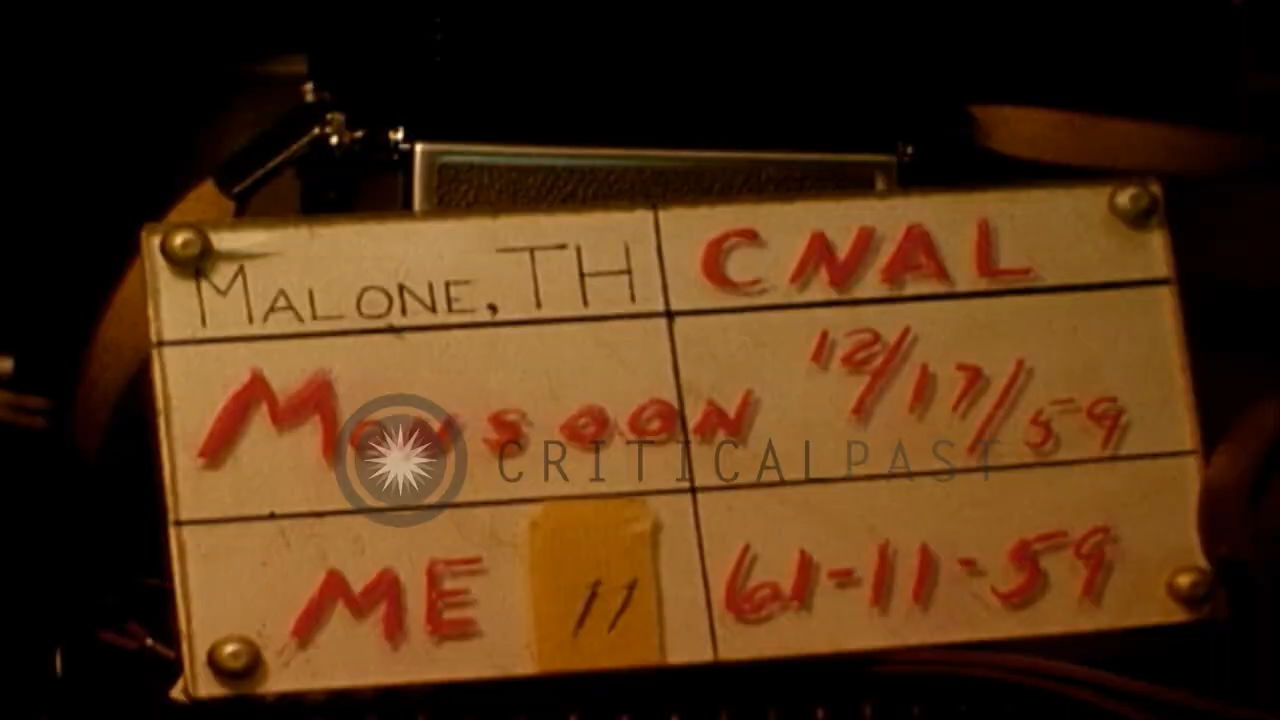 MALONE, TH
CNAL
MONSOON
12/17/59
CRITICALPAST
ME
11
61-11-59